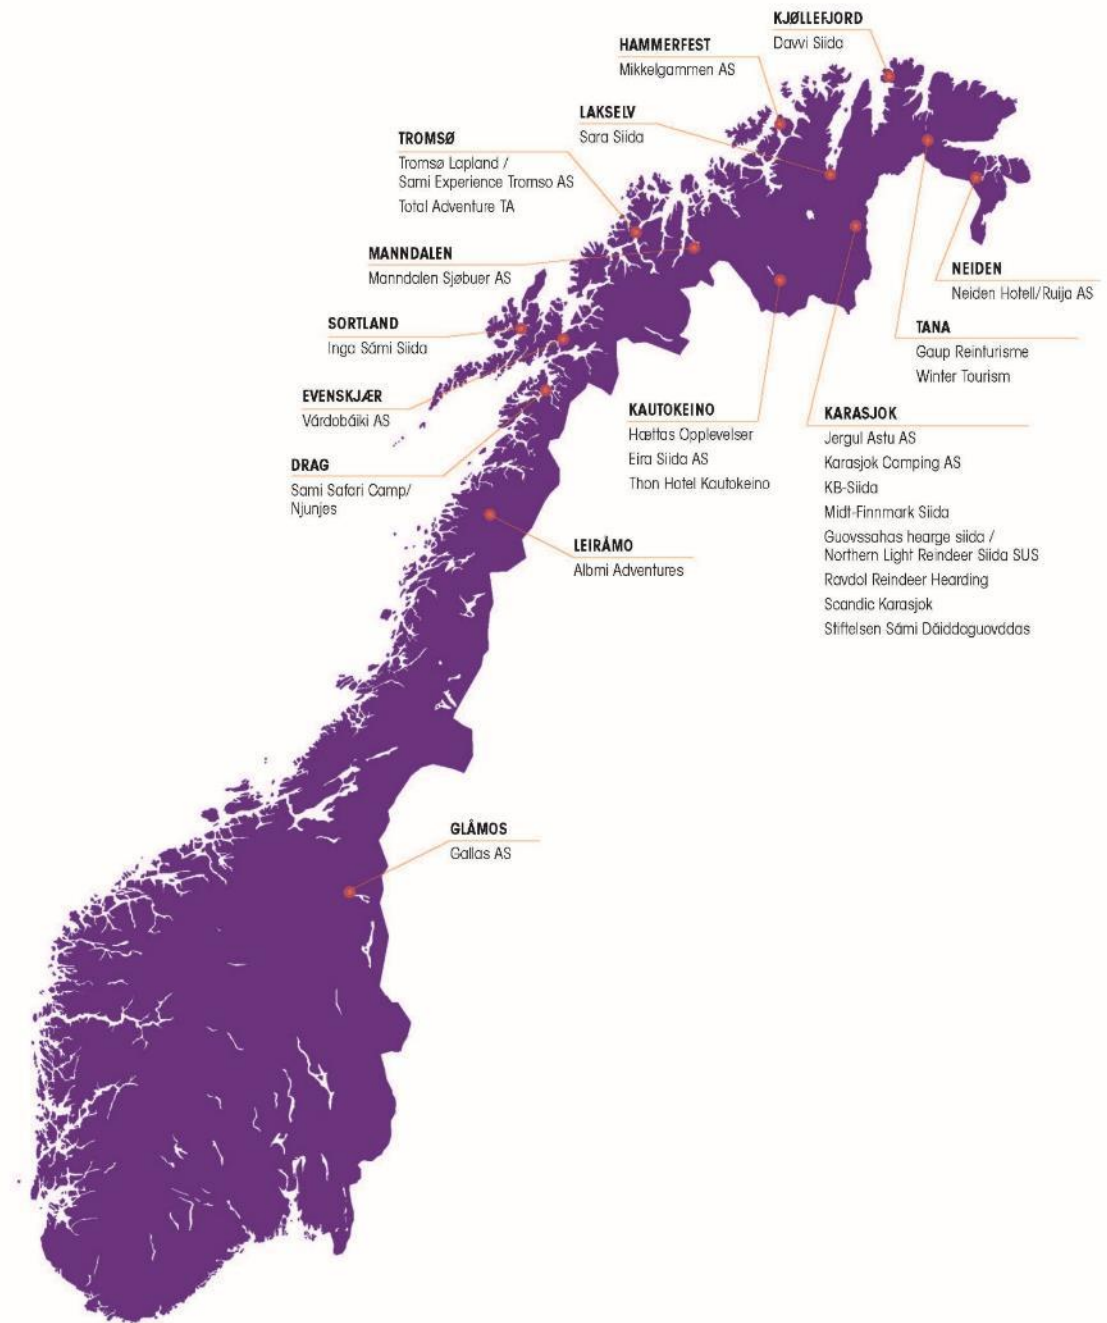 KJØLLEFJORD
Davvi Siida
HAMMERFEST
Mikkelgammen AS
LAKSELV
Sara Siida
TROMSØ
Tromsø Lapland /
Sami Experience Tromso AS
Total Adventure TA
MANNDALEN
Manndalen Sjøbuer AS
NEIDEN
Neiden Hotell/Ruija AS
SORTLAND
Inga Sámi Siida
TANA
Gaup Reinturisme
Winter Tourism
EVENSKJÆR
Várdobáiki AS
KAUTOKEINO
Hættas Opplevelser
Eira Siida AS
Thon Hotel Kautokeino
KARASJOK
Jergul Astu AS
Karasjok Camping AS
KB-Siida
Midt-Finnmark Siida
Guovssahas hearge siida /
Northern Light Reindeer Siida SUS
Ravdol Reindeer Hearding
Scandic Karasjok
Stiftelsen Sámi Dáiddaguovddas
DRAG
Sami Safari Camp/
Njunjes
LEIRÅMO
Albmi Adventures
GLÅMOS
Gallas AS